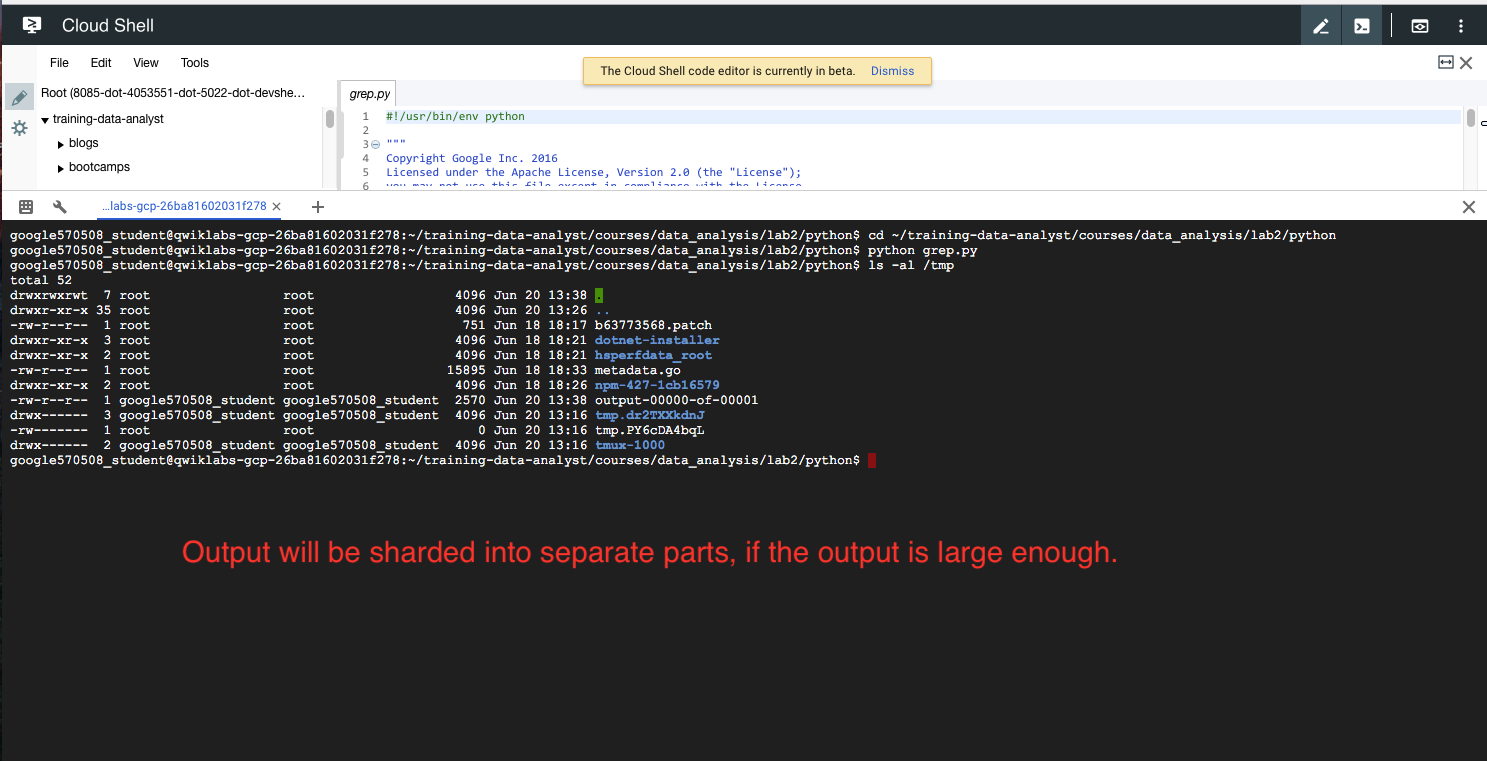 Cloud Shell
File Edit View Tools
The Cloud Shell code editor is currently in beta. Dismiss
Root (8085-dot-4053551-dot-5022-dot-devshe...
training-data-analyst
blogs
bootcamps
grep.py
1 #!/usr/bin/env python
2
3 """
4 Copyright Google Inc. 2016
5 Licensed under the Apache License, Version 2.0 (the "License");
6 you may not use this file except in compliance with the License
...labs-gcp-26ba81602031f278
google570508_student@qwiklabs-gcp-26ba81602031f278:~/training-data-analyst/courses/data_analysis/lab2/python$ cd ~/training-data-analyst/courses/data_analysis/lab2/python
google570508_student@qwiklabs-gcp-26ba81602031f278:~/training-data-analyst/courses/data_analysis/lab2/python$ python grep.py
google570508_student@qwiklabs-gcp-26ba81602031f278:~/training-data-analyst/courses/data_analysis/lab2/python$ ls -al /tmp
total 52
drwxrwxrwt 7 root root 4096 Jun 20 13:38 .
drwxr-xr-x 35 root root 4096 Jun 20 13:26 ..
-rw-r--r-- 1 root root 751 Jun 18 18:17 b63773568.patch
drwxr-xr-x 3 root root 4096 Jun 18 18:21 dotnet-installer
drwxr-xr-x 2 root root 4096 Jun 18 18:21 hsperfdata_root
-rw-r--r-- 1 root root 15895 Jun 18 18:33 metadata.go
drwxr-xr-x 2 root root 4096 Jun 18 18:26 npm-427-1cb16579
-rw-r--r-- 1 google570508_student google570508_student 2570 Jun 20 13:38 output-00000-of-00001
drwx------ 3 google570508_student google570508_student 4096 Jun 20 13:16 tmp.dr2TXXkdnJ
-rw------- 1 root root 0 Jun 20 13:16 tmp.PY6cDA4bqL
drwx------ 2 google570508_student google570508_student 4096 Jun 20 13:16 tmux-1000
google570508_student@qwiklabs-gcp-26ba81602031f278:~/training-data-analyst/courses/data_analysis/lab2/python$
Output will be sharded into separate parts, if the output is large enough.